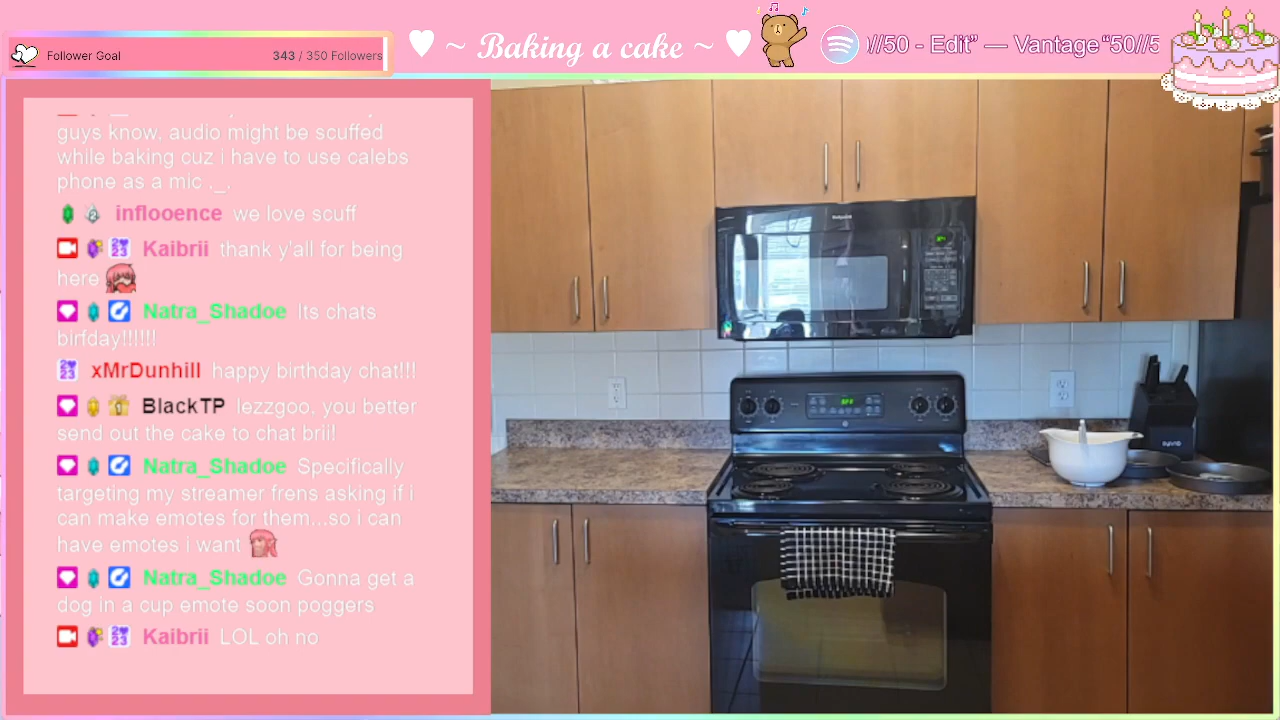 Follower Goal
343 / 350 Followers
~ Baking a cake ~
//50 - Edit” — Vantage “50//5
guys know. audio might be scuffed
while baking cuz i have to use calebs
phone as a mic ._.
inflooence we love scuff
Kaibrii thank y'all for being
here
Natra_Shadoe Its chats
birfday!!!!!!
xMrDunhill happy birthday chat!!!
BlackTP lezzgoo. you better
send out the cake to chat brii!
Natra_Shadoe Specifically
targeting my streamer frens asking if i
can make emotes for them...so i can
have emotes i want
Natra_Shadoe Gonna get a
dog in a cup emote soon poggers
Kaibrii LOL oh no